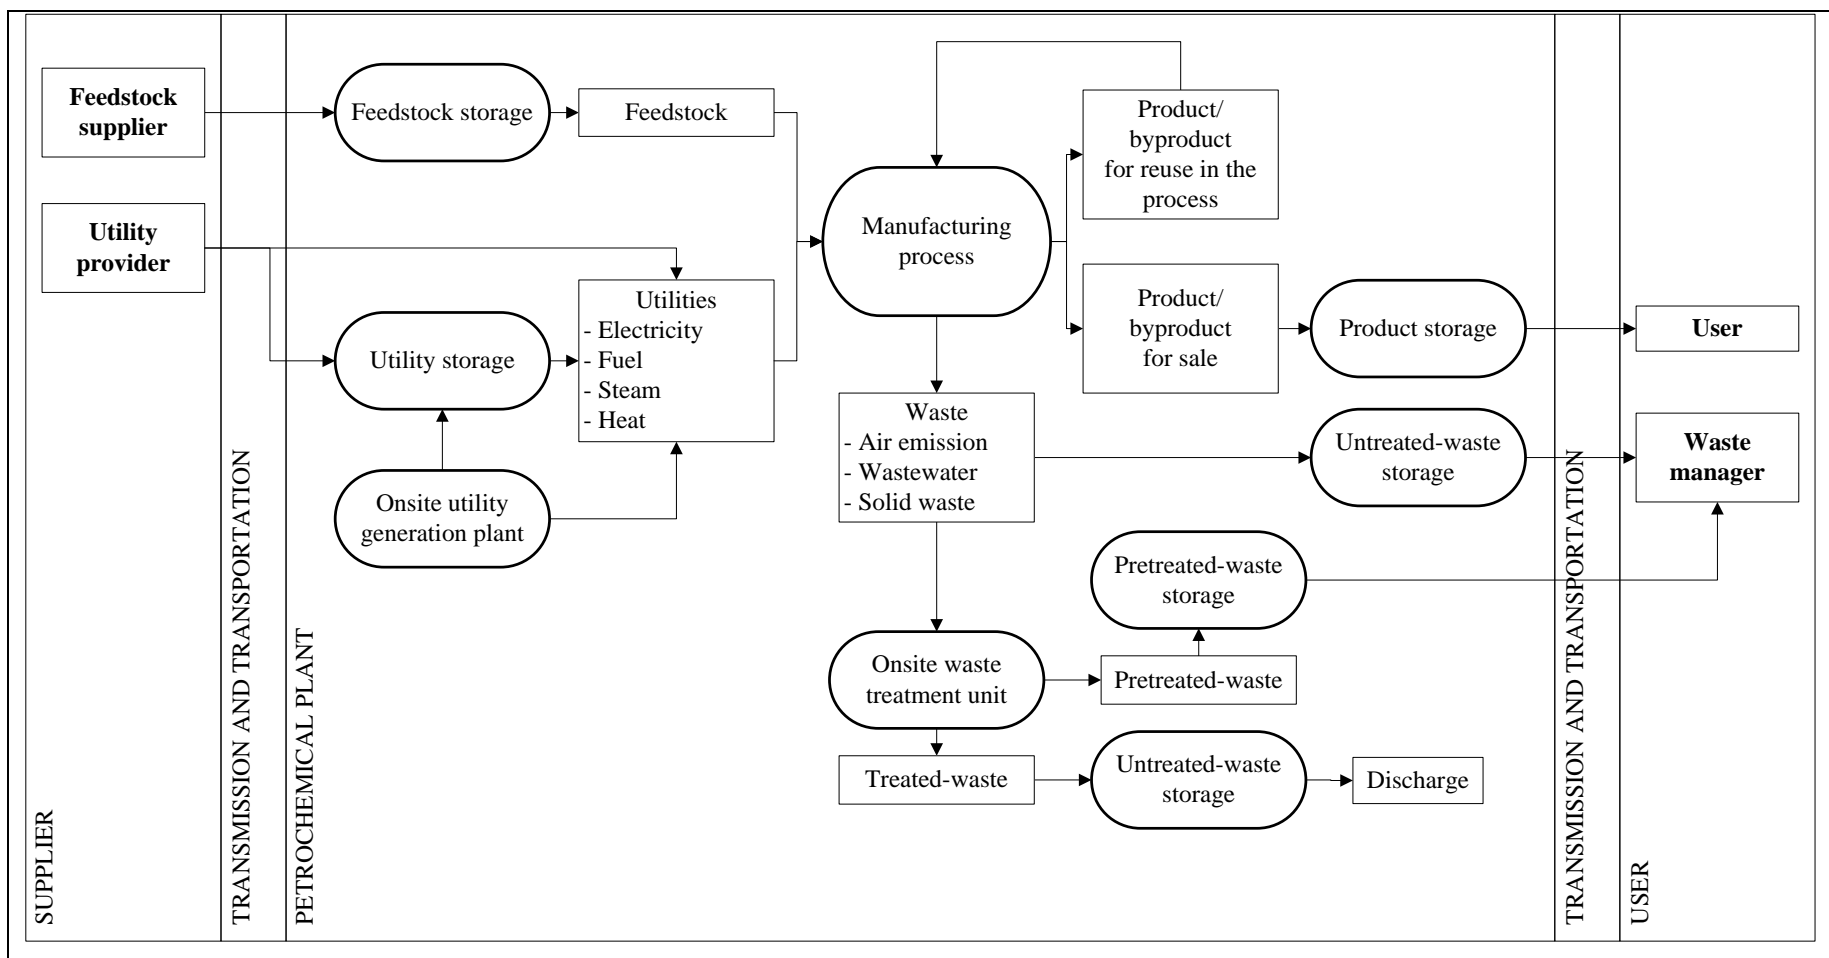 Feedstock
supplier
Utility
provider
SUPPLIER
TRANSMISSION AND TRANSPORTATION
PETROCHEMICAL PLANT
Feedstock storage
Feedstock
Utility storage
Utilities
- Electricity
- Fuel
- Steam
- Heat
Onsite utility
generation plant
Manufacturing
process
Product/
byproduct
for reuse in the
process
Product/
byproduct
for sale
Product storage
Waste
- Air emission
- Wastewater
- Solid waste
Untreated-waste
storage
Pretreated-waste
storage
Onsite waste
treatment unit
Pretreated-waste
Treated-waste
Untreated-waste
storage
Discharge
TRANSMISSION AND TRANSPORTATION
User
Waste
manager
USER